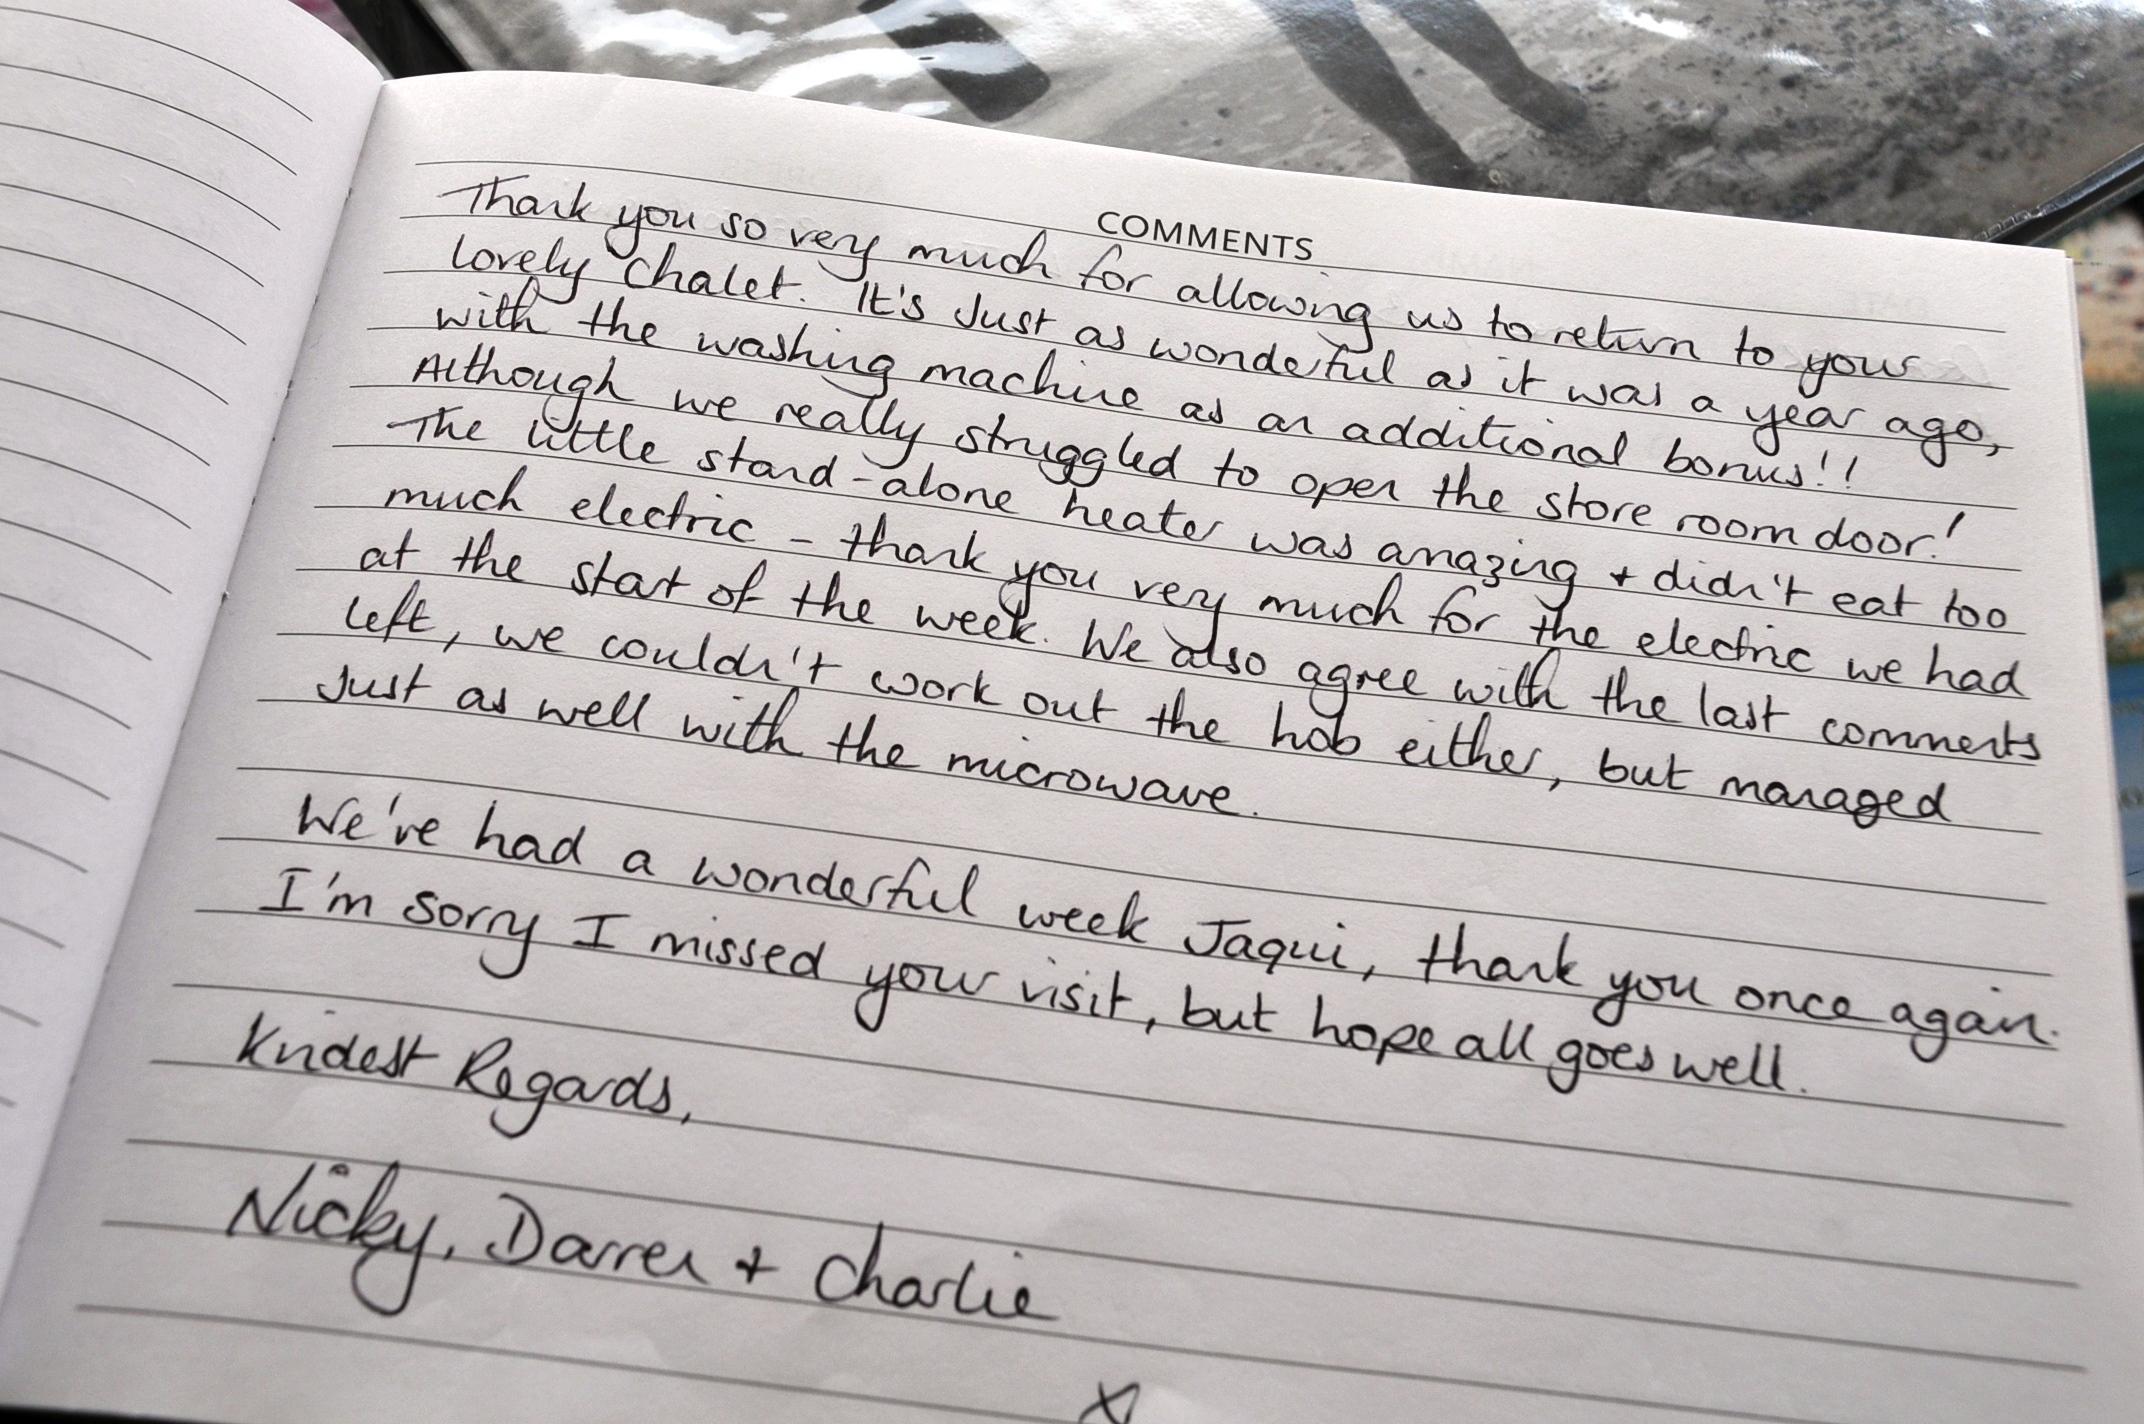 COMMENTS
Thank you so very much for allowing us to return to your
lovely chalet. It's Just as wonderful as it was a year ago,
with the washing machine as an additional bonus!!
Although we really struggled to open the store room door!
The little stand-alone heater was amazing + didn't eat too
much electric - thank you very much for the electric we had
at the start of the week. We also agree with the last comments
left, we couldn't work out the hob either, but managed
Just as well with the microwave.
We've had a wonderful week Jaqui, thank you once again.
I'm sorry I missed your visit, but hope all goes well.
Kindest Regards,
Nicky, Darren + Charlie
X